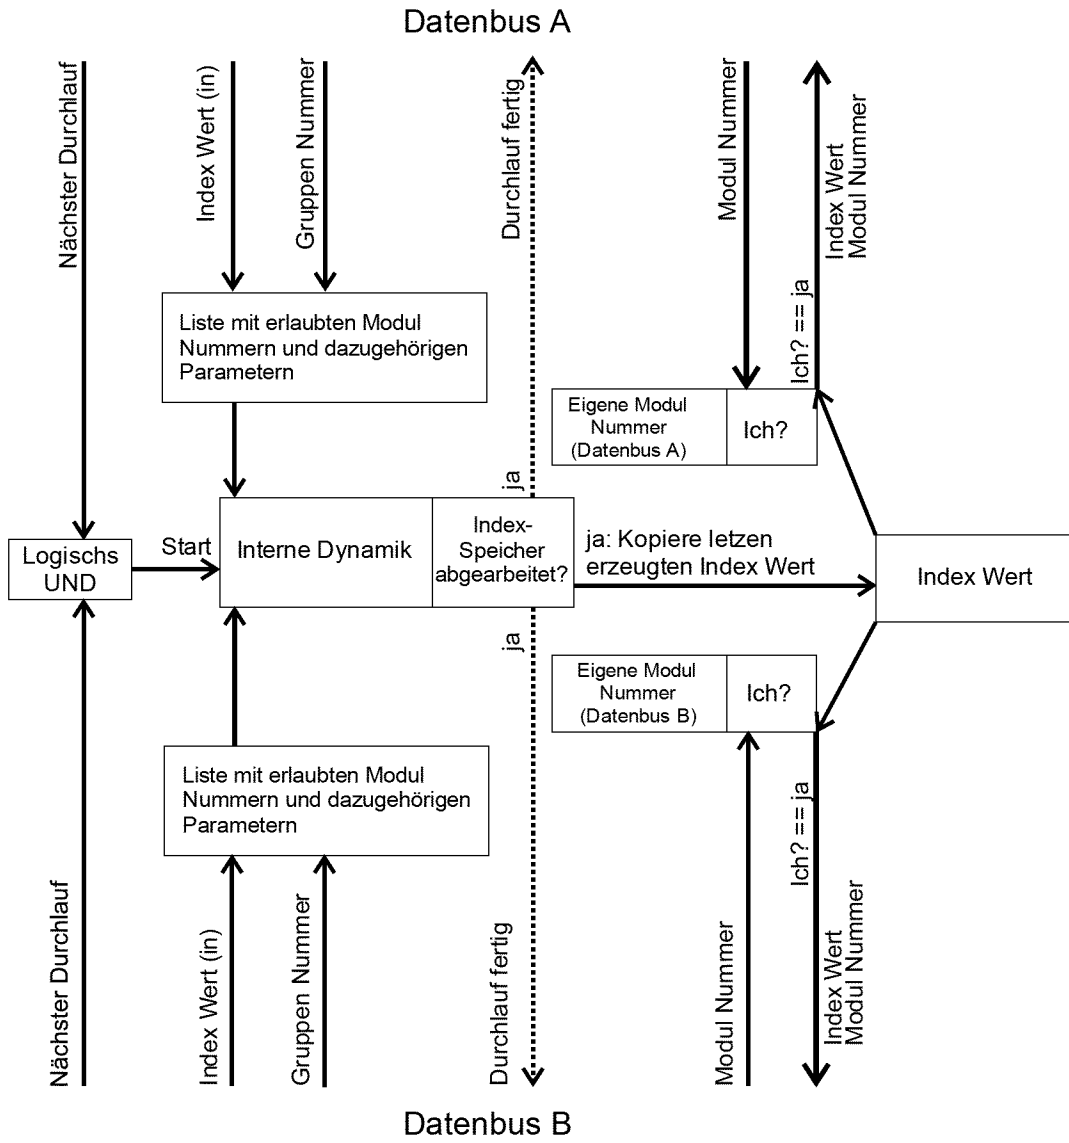 Datenbus A
Nächster Durchlauf
Index Wert (in)
Gruppen Nummer
Durchlauf fertig
Modul Nummer
Index Wert
Modul Nummer
Ich? == ja
Liste mit erlaubten Modul
Nummern und dazugehörigen
Parametern
Eigene Modul
Nummer
(Datenbus A)
Ich?
ja
Logischs
UND
Start
Interne Dynamik
Index-
Speicher
abgearbeitet?
ja: Kopiere letzen
erzeugten Index Wert
Index Wert
ja
Eigene Modul
Nummer
(Datenbus B)
Ich?
Liste mit erlaubten Modul
Nummern und dazugehörigen
Parametern
Ich? == ja
Nächster Durchlauf
Index Wert (in)
Gruppen Nummer
Durchlauf fertig
Modul Nummer
Index Wert
Modul Nummer
Datenbus B